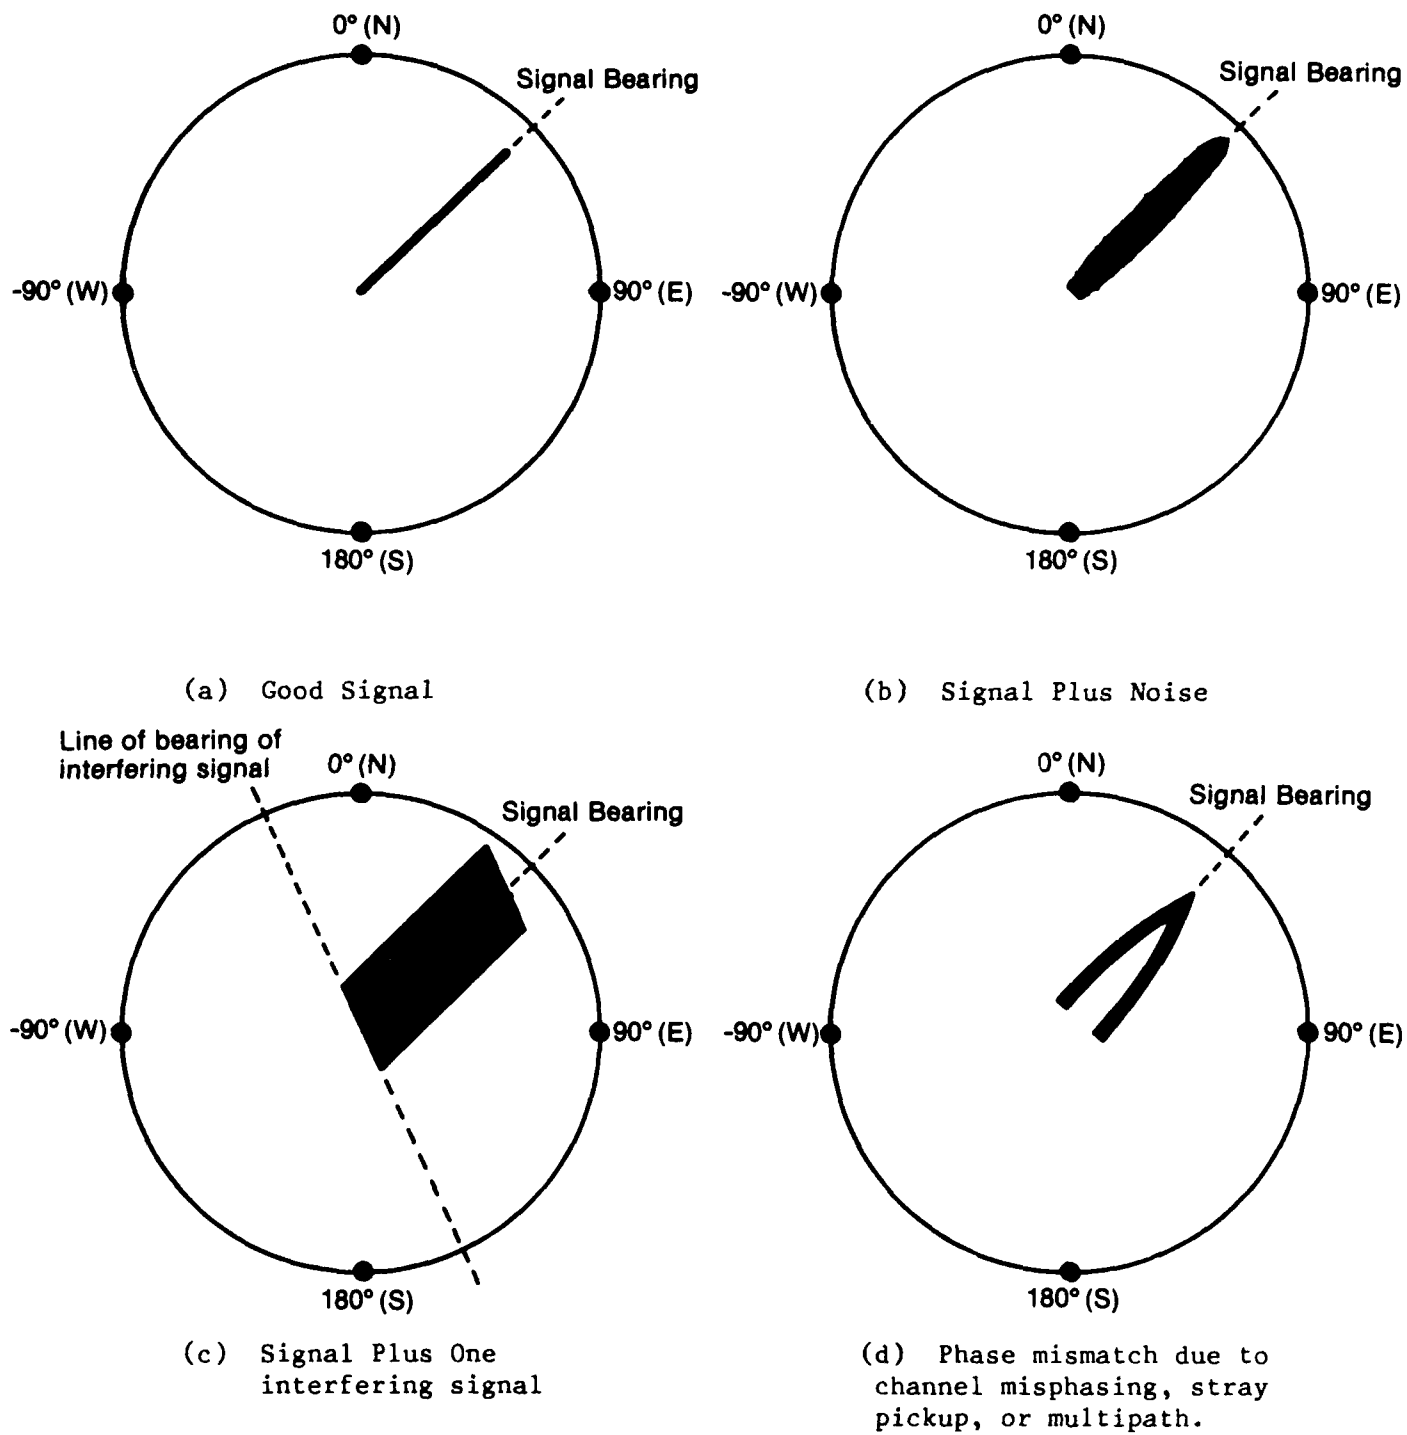 0° (N)
Signal Bearing
-90° (W)
90° (E)
180° (S)
(a) Good Signal
0° (N)
Signal Bearing
-90° (W)
90° (E)
180° (S)
(b) Signal Plus Noise
Line of bearing of
interfering signal
0° (N)
Signal Bearing
-90° (W)
90° (E)
180° (S)
(c) Signal Plus One
interfering signal
0° (N)
Signal Bearing
-90° (W)
90° (E)
180° (S)
(d) Phase mismatch due to
channel misphasing, stray
pickup, or multipath.